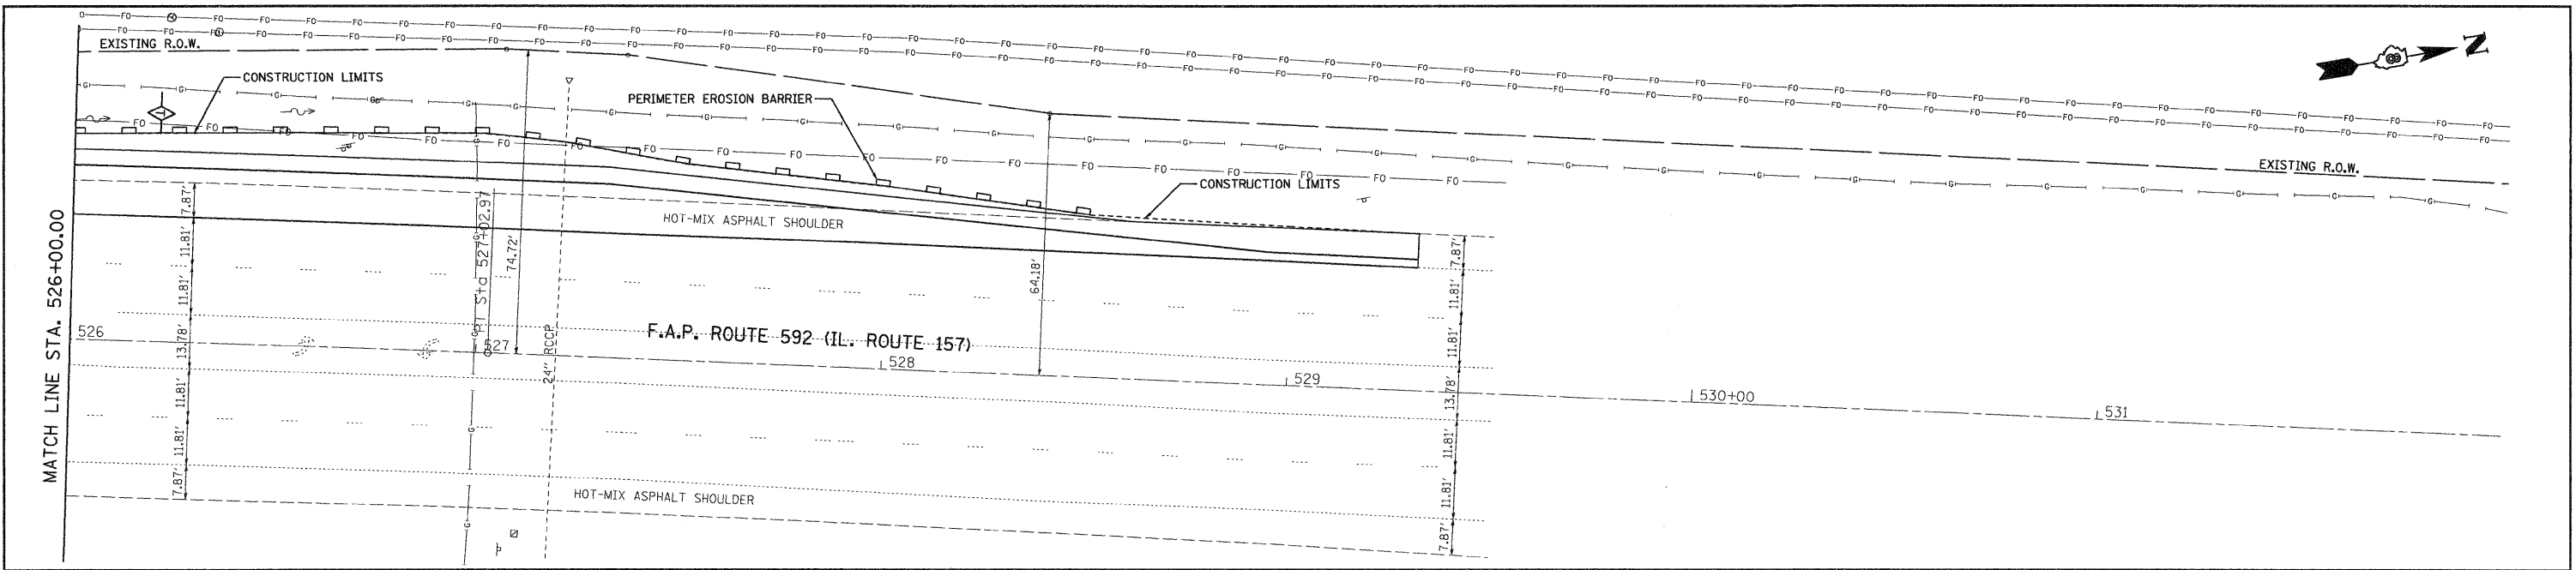 EXISTING R.O.W.
CONSTRUCTION LIMITS
PERIMETER EROSION BARRIER
N
EXISTING R.O.W.
CONSTRUCTION LIMITS
HOT-MIX ASPHALT SHOULDER
MATCH LINE STA. 526+00.00
7.87'
11.81'
11.81'
13.78'
11.81'
11.81'
7.87'
PI Sta 527+02.97
74.72'
24" RCCP
64.18'
F.A.P. ROUTE 592 (IL. ROUTE 157)
526
527
528
529
530+00
531
7.87'
11.81'
11.81'
13.78'
11.81'
11.81'
7.87'
HOT-MIX ASPHALT SHOULDER